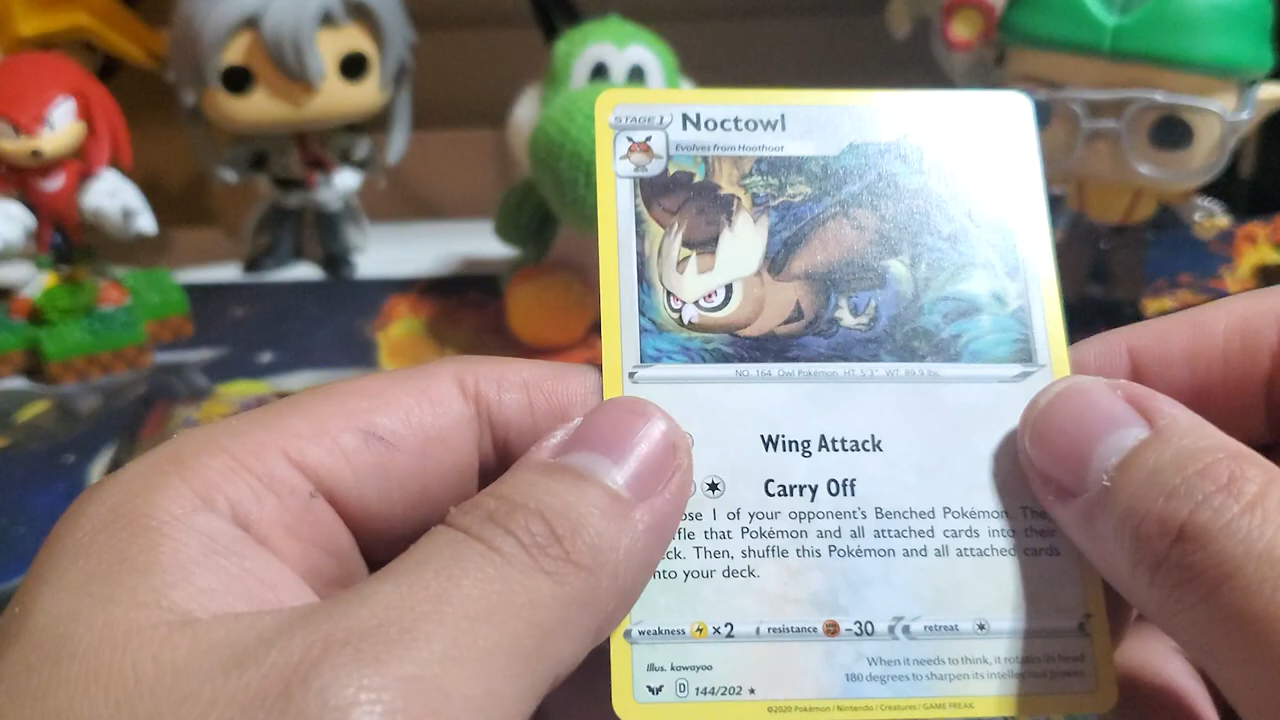 STAGE 1
Noctowl
Evolves from Hoothoot
NO. 164 Owl Pokémon HT. 5'3" WT. 89.9 lbs.
Wing Attack
Carry Off
ose 1 of your opponent's Benched Pokémon. They
ffle that Pokémon and all attached cards into their
ck. Then, shuffle this Pokémon and all attached cards
nto your deck.
weakness ×2 resistance -30 retreat
Illus. kawayoo
When it needs to think, it rotates its head
180 degrees to sharpen its intellectual power.
D 144/202 ★
©2020 Pokémon / Nintendo / Creatures / GAME FREAK